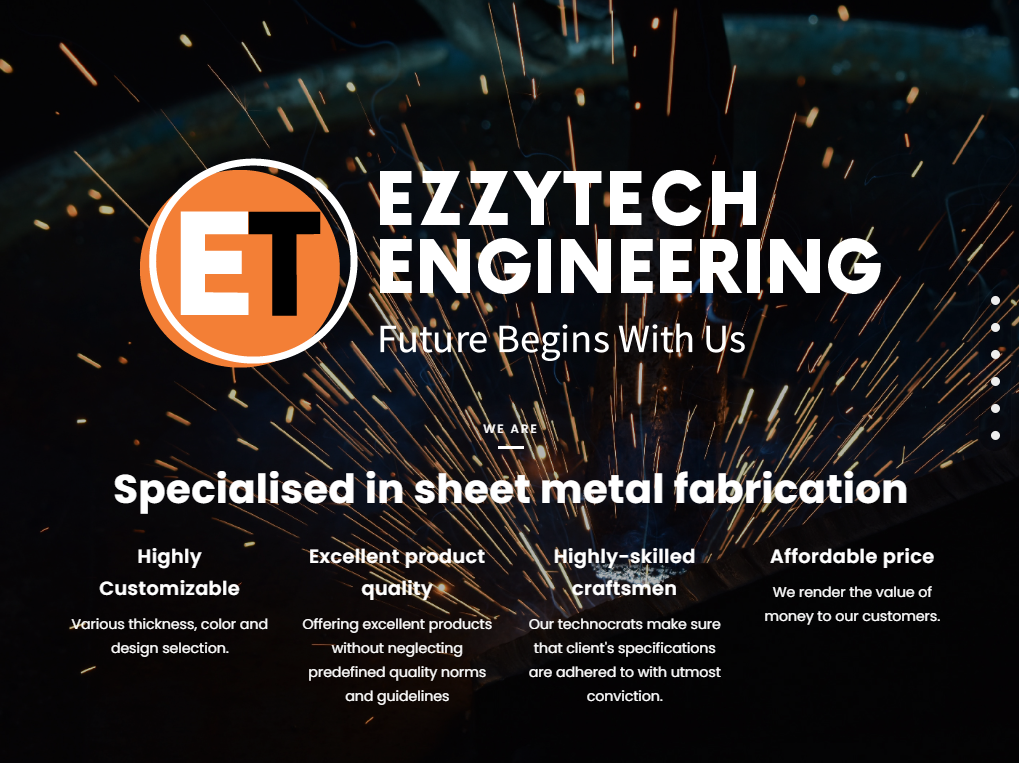 ET
EZZYTECH
ENGINEERING
Future Begins With Us
WE ARE
Specialised in sheet metal fabrication
Highly
Customizable
Various thickness, color and
design selection.
Excellent product
quality
Offering excellent products
without neglecting
predefined quality norms
and guidelines
Highly-skilled
craftsmen
Our technocrats make sure
that client's specifications
are adhered to with utmost
conviction.
Affordable price
We render the value of
money to our customers.